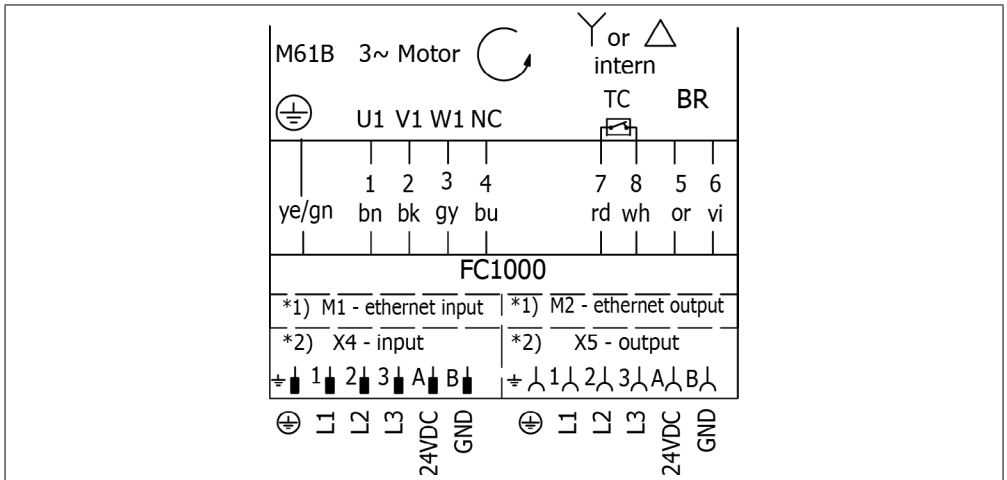 M61B 3~ Motor Y or △
intern
TC BR
U1 V1 W1 NC
1 2 3 4 7 8 5 6
ye/gn bn bk gy bu rd wh or vi
FC1000
*1) M1 - ethernet input *1) M2 - ethernet output
*2) X4 - input *2) X5 - output
1 2 3 A B 1 2 3 A B
L1 L2 L3 24VDC GND L1 L2 L3 24VDC GND